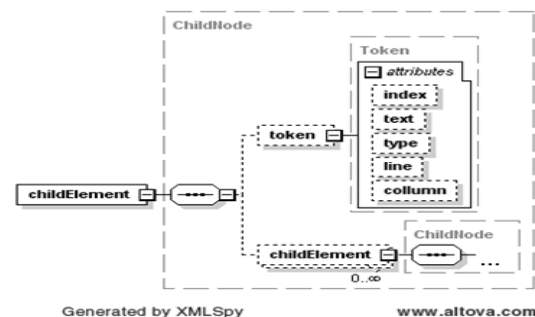 ChildNode
Token
attributes
index
text
type
line
collumn
token
childElement
childElement
ChildNode
...
0..∞
Generated by XMLSpy
www.altova.com